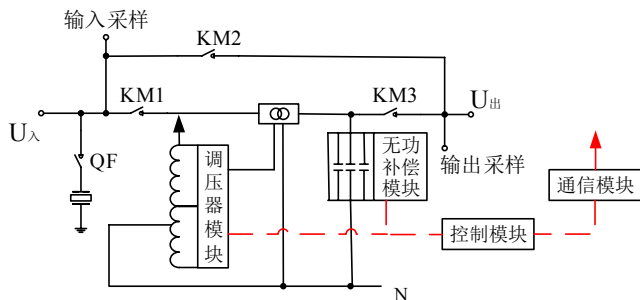 输入采样
KM2
KM1
KM3
U入
U出
QF
调压器模块
无功补偿模块
输出采样
通信模块
控制模块
N